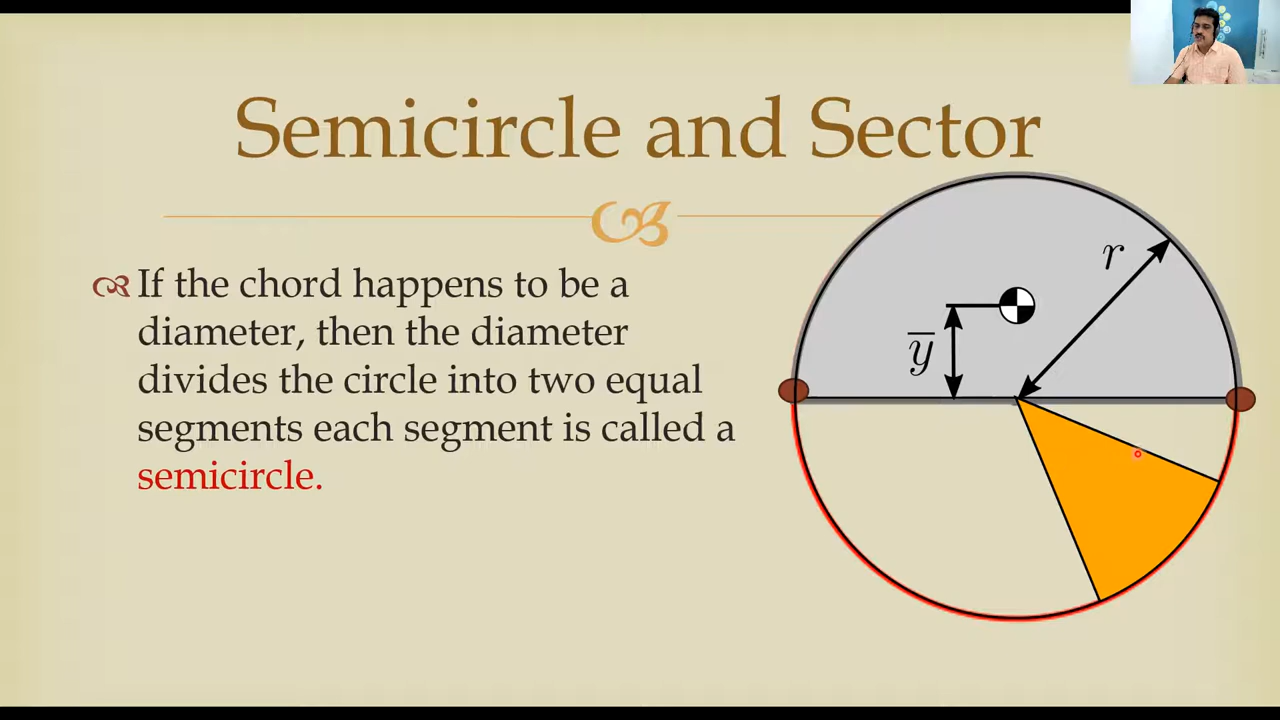 Semicircle and Sector
If the chord happens to be a
diameter, then the diameter
divides the circle into two equal
segments each segment is called a
semicircle.
r
y̅